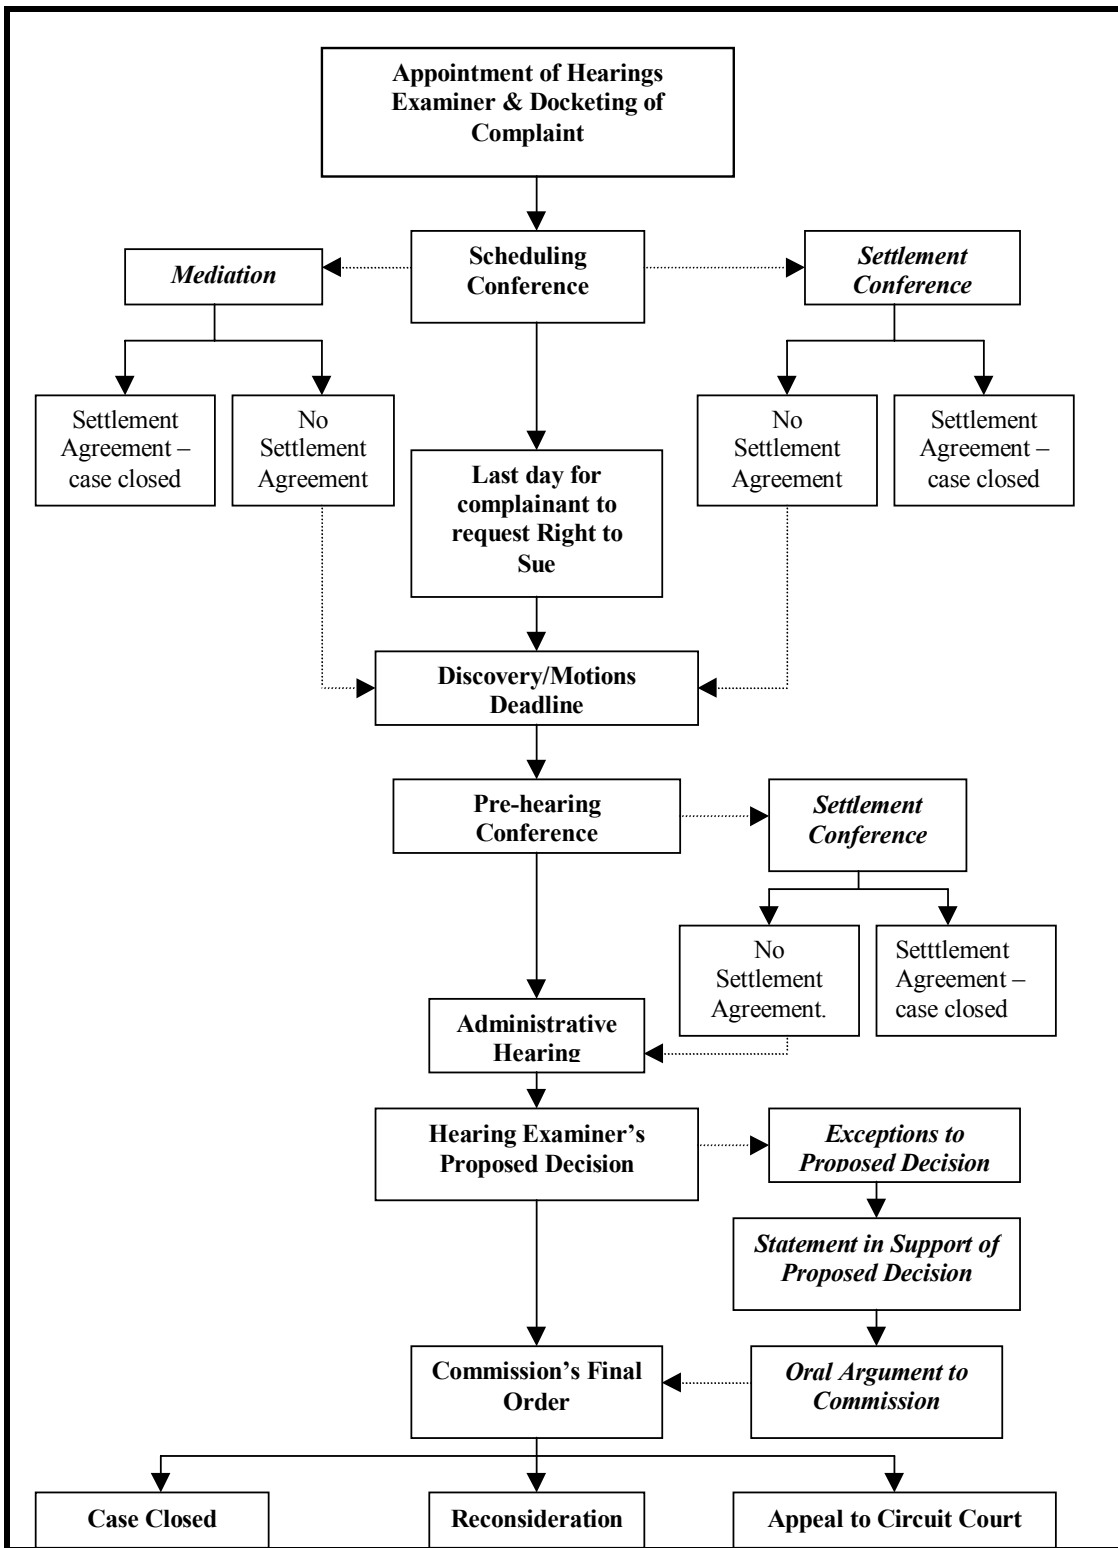 Appointment of Hearings
Examiner & Docketing of
Complaint
Mediation
Scheduling
Conference
Settlement
Conference
Settlement
Agreement –
case closed
No
Settlement
Agreement
No
Settlement
Agreement
Settlement
Agreement –
case closed
Last day for
complainant to
request Right to
Sue
Discovery/Motions
Deadline
Pre-hearing
Conference
Settlement
Conference
No
Settlement
Agreement.
Setttlement
Agreement –
case closed
Administrative
Hearing
Hearing Examiner’s
Proposed Decision
Exceptions to
Proposed Decision
Statement in Support of
Proposed Decision
Commission’s Final
Order
Oral Argument to
Commission
Case Closed
Reconsideration
Appeal to Circuit Court